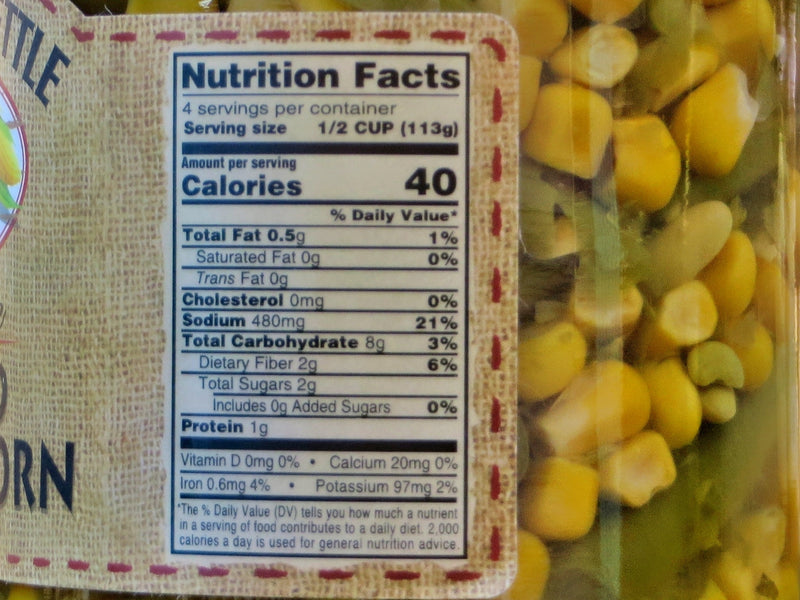 TTLE
ORN
Nutrition Facts
4 servings per container
Serving size 1/2 CUP (113g)
Amount per serving
Calories 40
% Daily Value*
Total Fat 0.5g 1%
Saturated Fat 0g 0%
Trans Fat 0g
Cholesterol 0mg 0%
Sodium 480mg 21%
Total Carbohydrate 8g 3%
Dietary Fiber 2g 6%
Total Sugars 2g
Includes 0g Added Sugars 0%
Protein 1g
Vitamin D 0mg 0% • Calcium 20mg 0%
Iron 0.6mg 4% • Potassium 97mg 2%
*The % Daily Value (DV) tells you how much a nutrient
in a serving of food contributes to a daily diet. 2,000
calories a day is used for general nutrition advice.